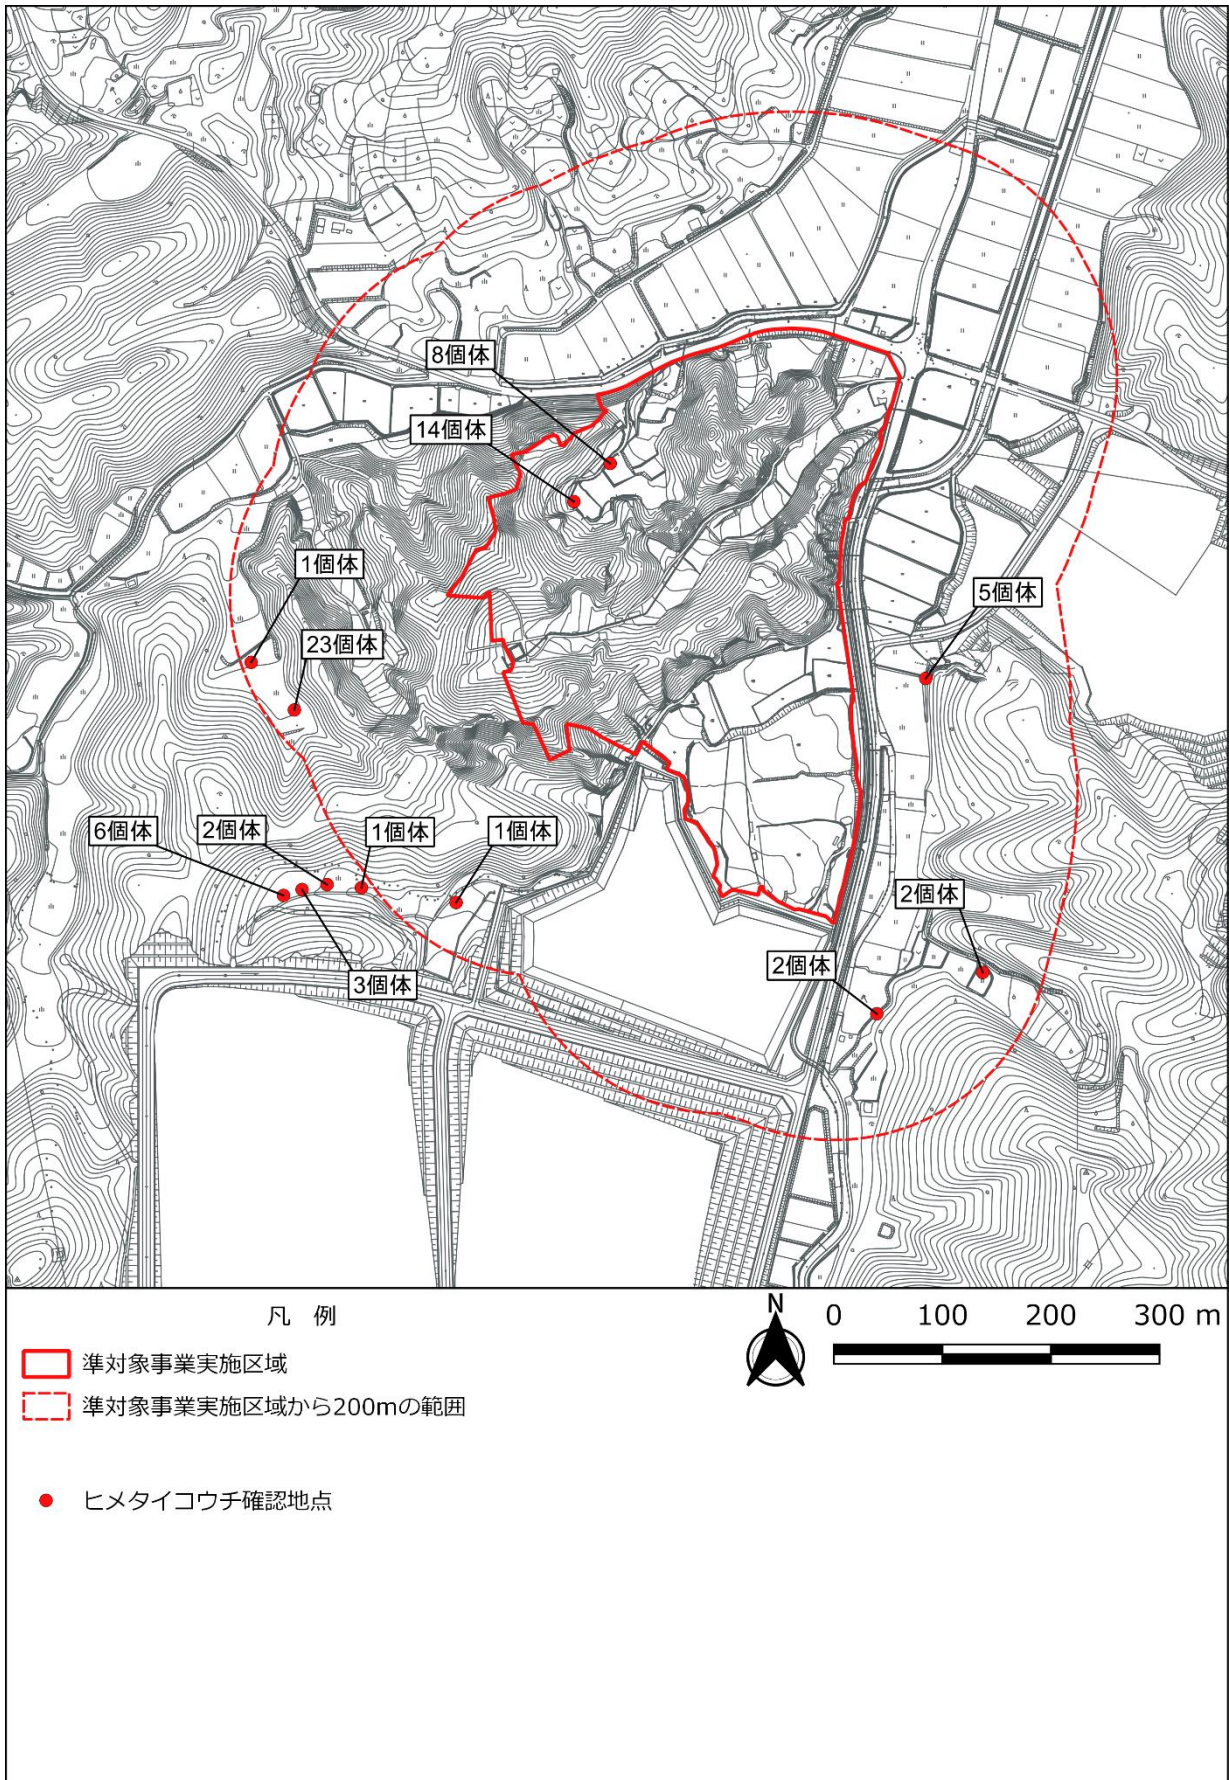 8個体
14個体
1個体
5個体
23個体
6個体
2個体
1個体
1個体
2個体
2個体
3個体
凡 例
N
0 100 200 300 m
準対象事業実施区域
準対象事業実施区域から200mの範囲
ヒメタイコウチ確認地点